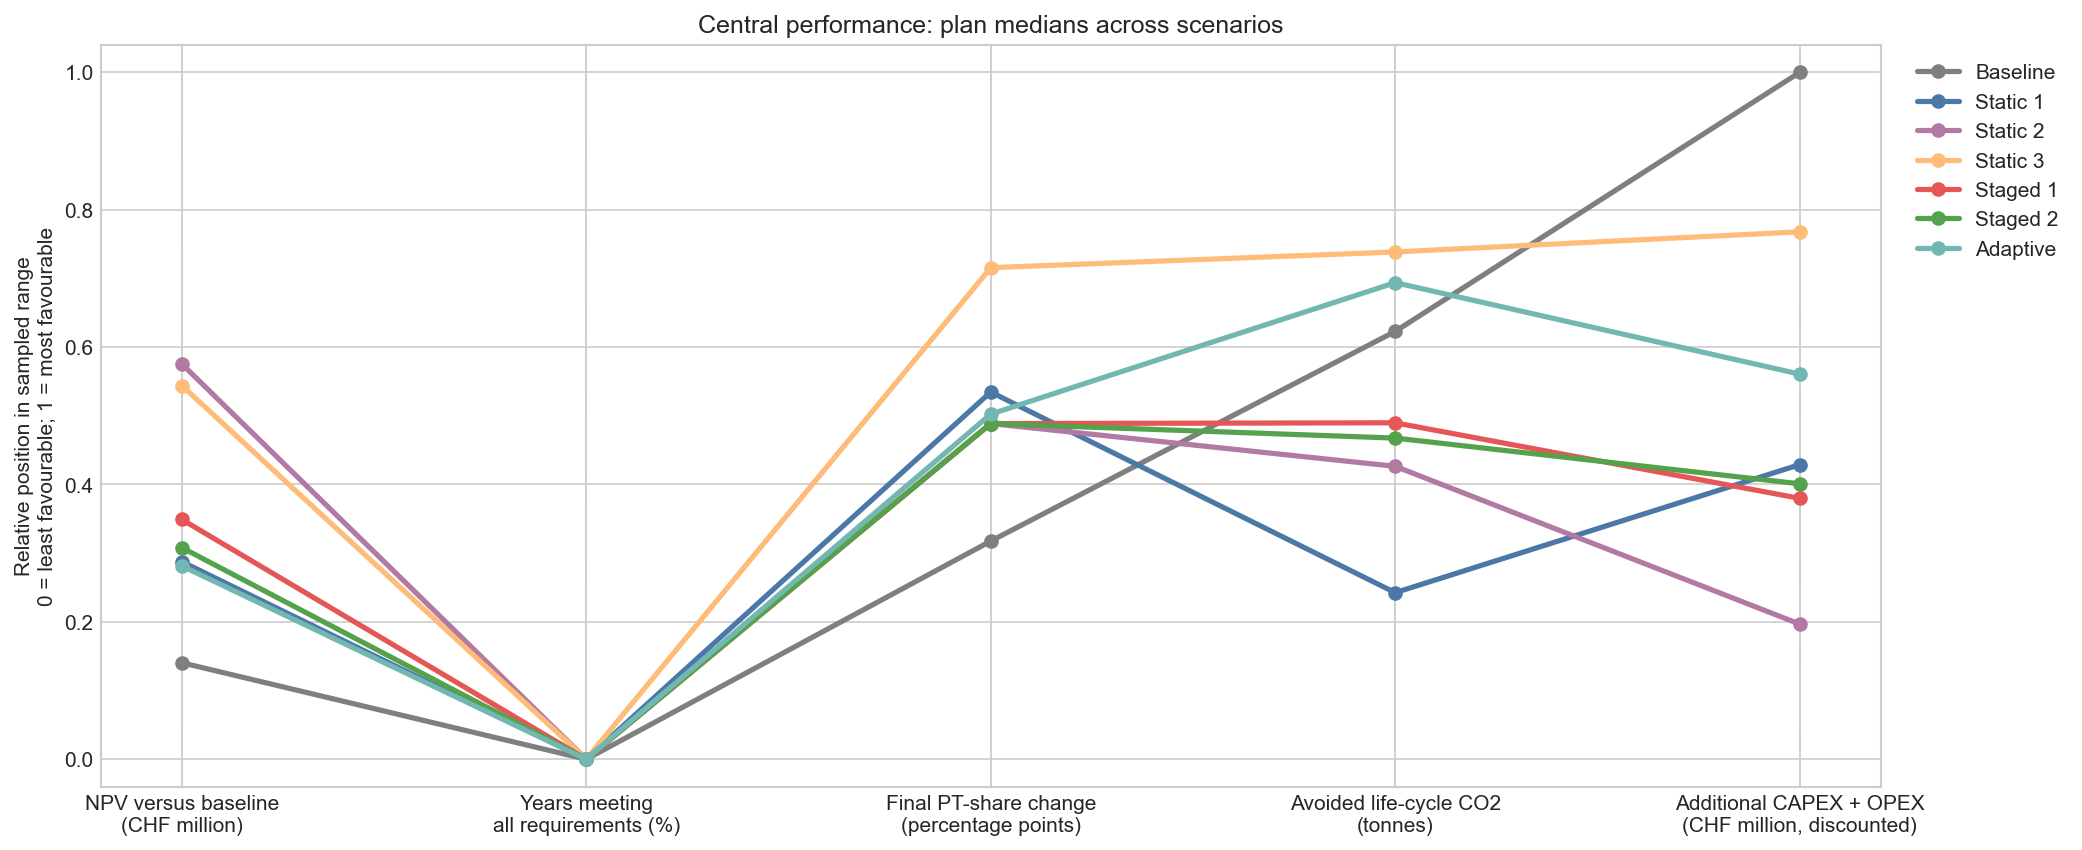 Central performance: plan medians across scenarios
Relative position in sampled range
0 = least favourable; 1 = most favourable
1.0
0.8
0.6
0.4
0.2
0.0
NPV versus baseline
(CHF million)
Years meeting
all requirements (%)
Final PT-share change
(percentage points)
Avoided life-cycle CO2
(tonnes)
Additional CAPEX + OPEX
(CHF million, discounted)
Baseline
Static 1
Static 2
Static 3
Staged 1
Staged 2
Adaptive